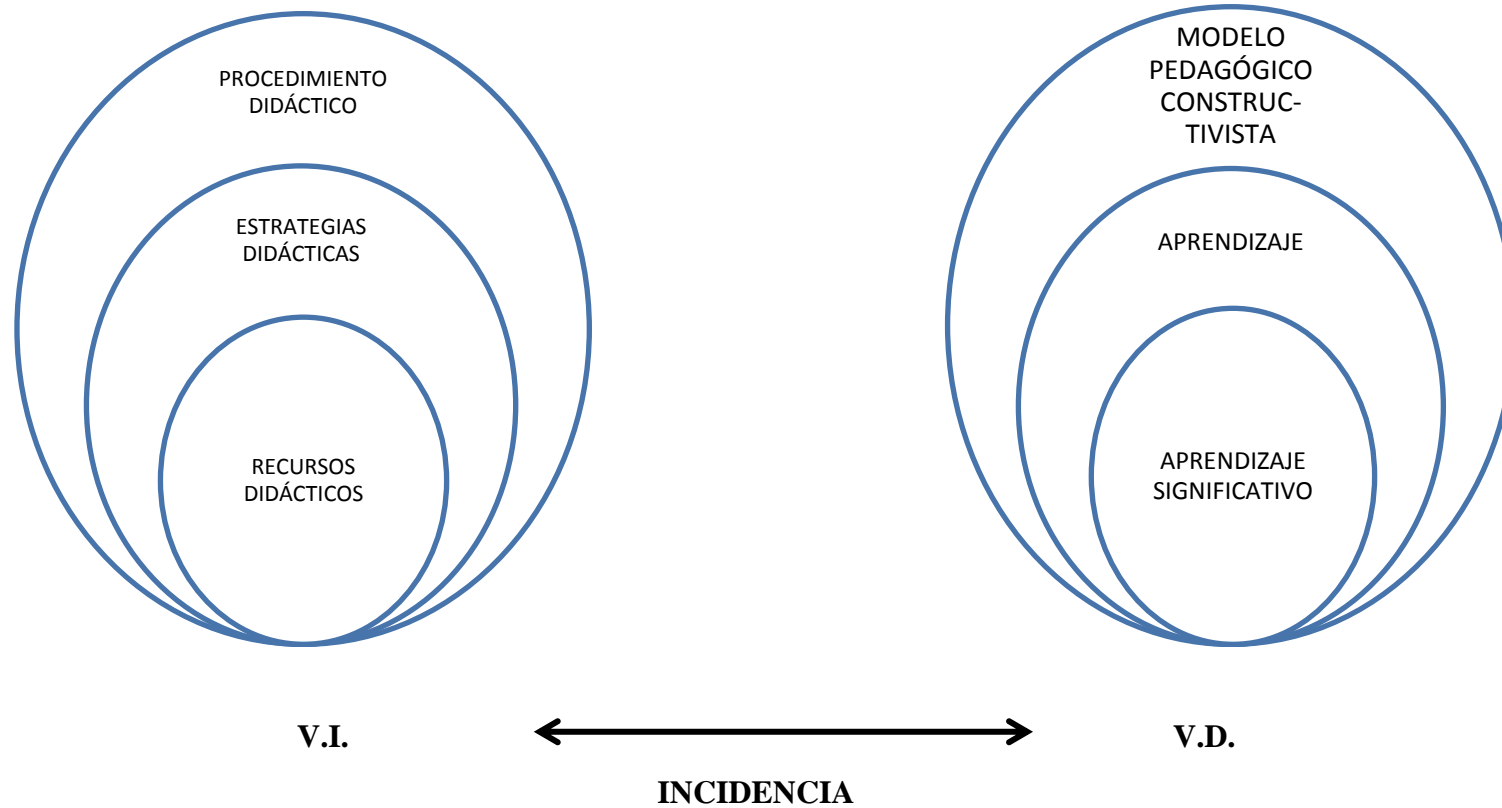 PROCEDIMIENTO
DIDÁCTICO
ESTRATEGIAS
DIDÁCTICAS
RECURSOS
DIDÁCTICOS
MODELO
PEDAGÓGICO
CONSTRUC-
TIVISTA
APRENDIZAJE
APRENDIZAJE
SIGNIFICATIVO
V.I.
V.D.
INCIDENCIA